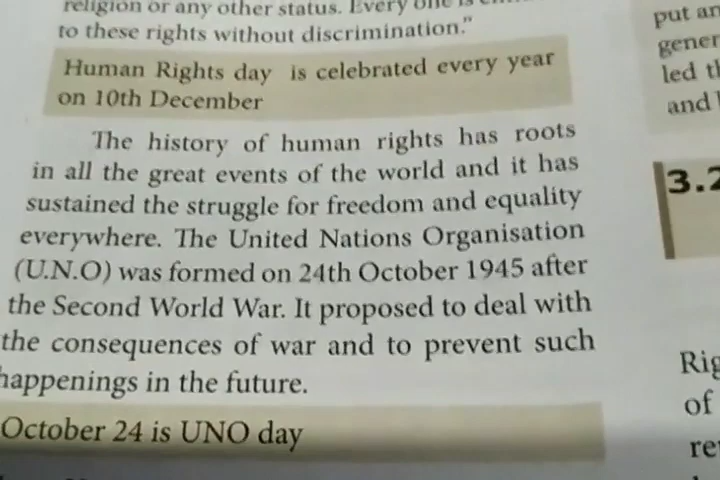 religion or any other status. Every one is
to these rights without discrimination."
Human Rights day is celebrated every year
on 10th December
The history of human rights has roots
in all the great events of the world and it has
sustained the struggle for freedom and equality
everywhere. The United Nations Organisation
(U.N.O) was formed on 24th October 1945 after
the Second World War. It proposed to deal with
the consequences of war and to prevent such
happenings in the future.
October 24 is UNO day
put
led
and
3.2
of